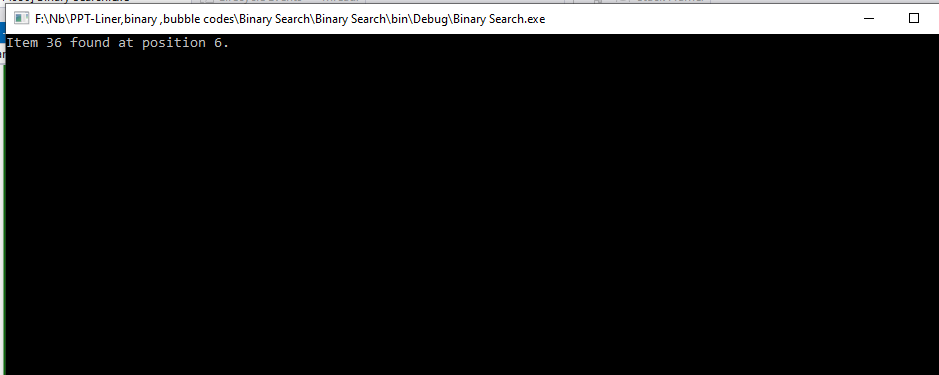 F:\Nb\PPT-Liner,binary ,bubble codes\Binary Search\Binary Search\bin\Debug\Binary Search.exe
Item 36 found at position 6.